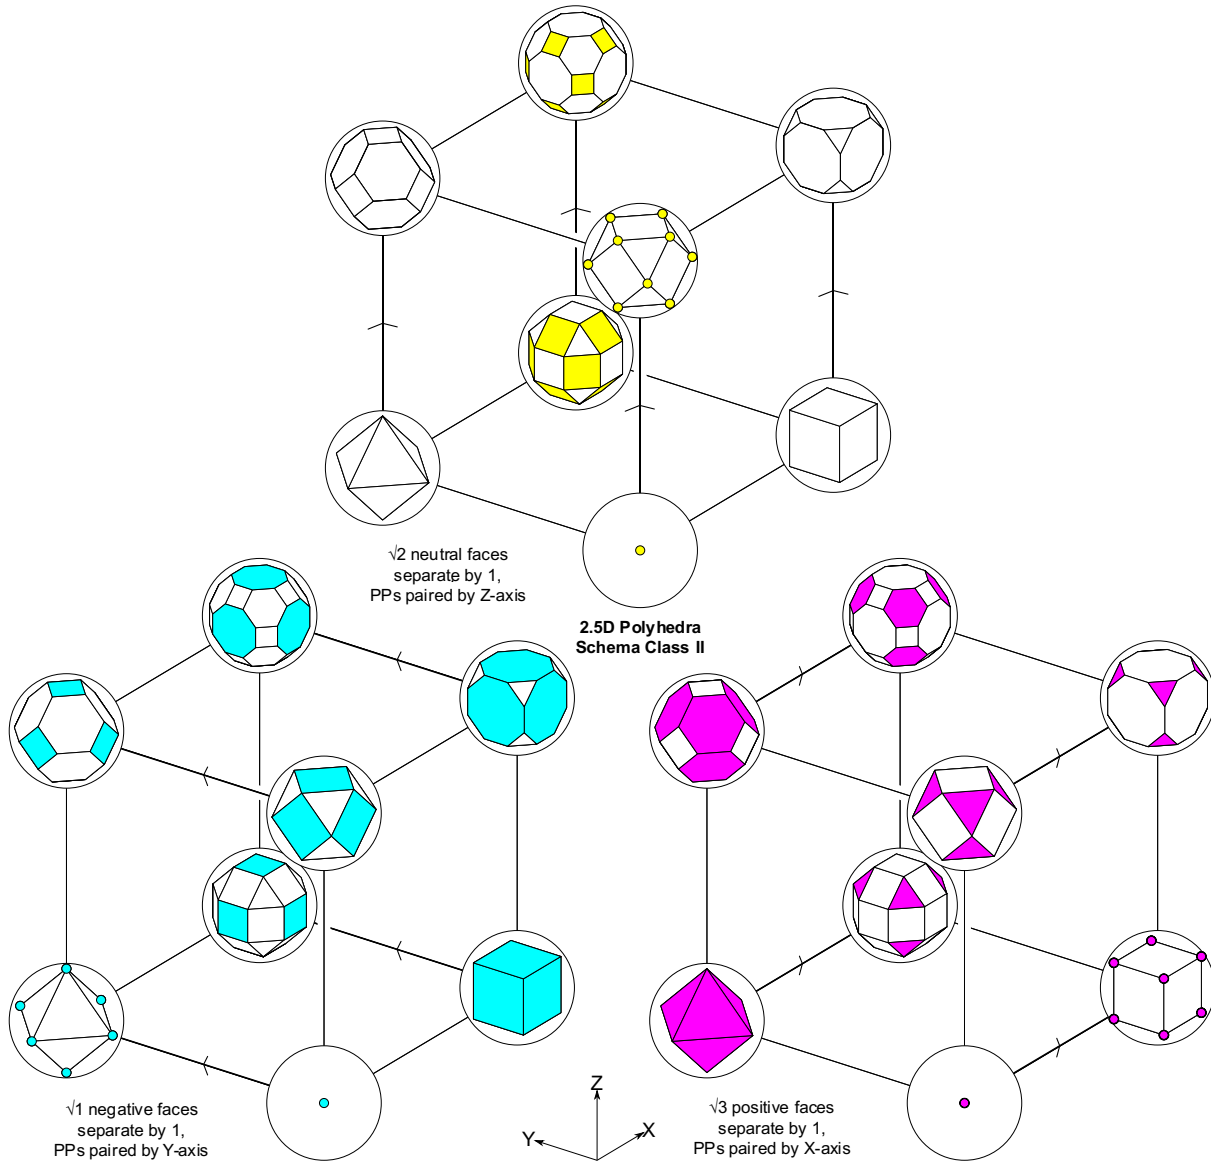 √2 neutral faces
separate by 1,
PPs paired by Z-axis
2.5D Polyhedra
Schema Class II
√1 negative faces
separate by 1,
PPs paired by Y-axis
Z
Y
X
√3 positive faces
separate by 1,
PPs paired by X-axis